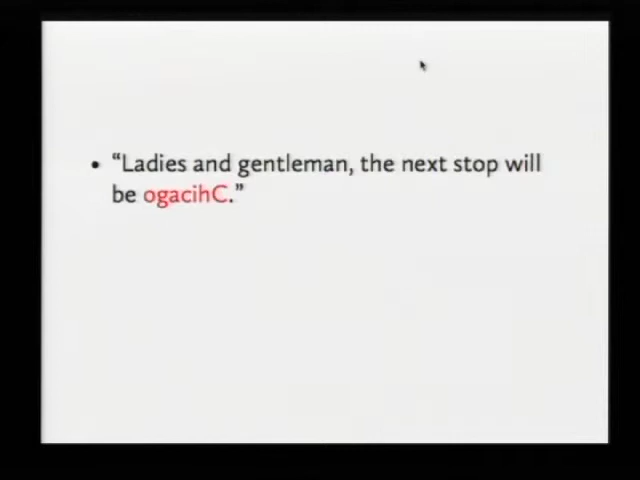 • “Ladies and gentleman, the next stop will
be ogacihC.”